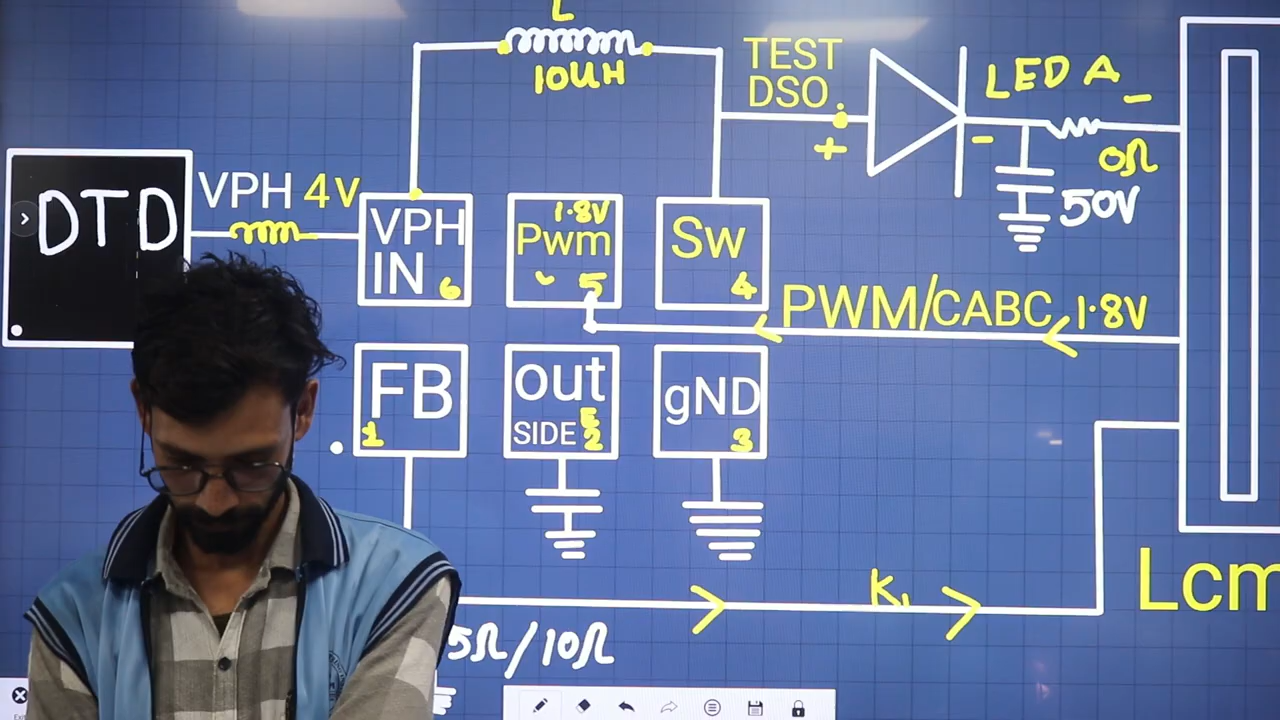 L
10UH
TEST
DSO
+
LED A
-
-
0Ω
50V
DTD
VPH 4V
VPH
IN 6
1.8V
Pwm
5
Sw
4
PWM/CABC 1.8V
FB
1
out
SIDE
2
gND
3
K1
5Ω/10Ω
Lcm